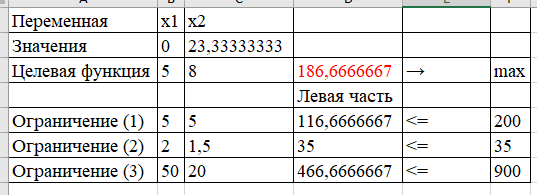 Переменная x1 x2
Значения 0 23,33333333
Целевая функция 5 8 186,6666667 → max
Левая часть
Ограничение (1) 5 5 116,6666667 <= 200
Ограничение (2) 2 1,5 35 <= 35
Ограничение (3) 50 20 466,6666667 <= 900